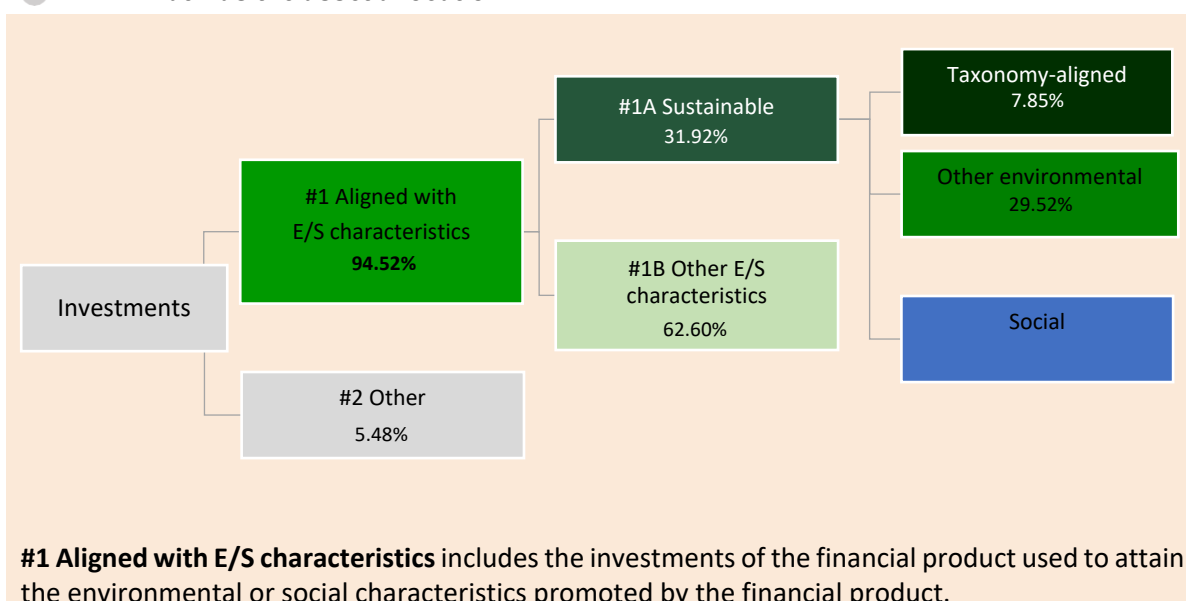 Investments
#1 Aligned with
E/S characteristics
94.52%
#2 Other
5.48%
#1A Sustainable
31.92%
#1B Other E/S
characteristics
62.60%
Taxonomy-aligned
7.85%
Other environmental
29.52%
Social
#1 Aligned with E/S characteristics includes the investments of the financial product used to attain
the environmental or social characteristics promoted by the financial product.